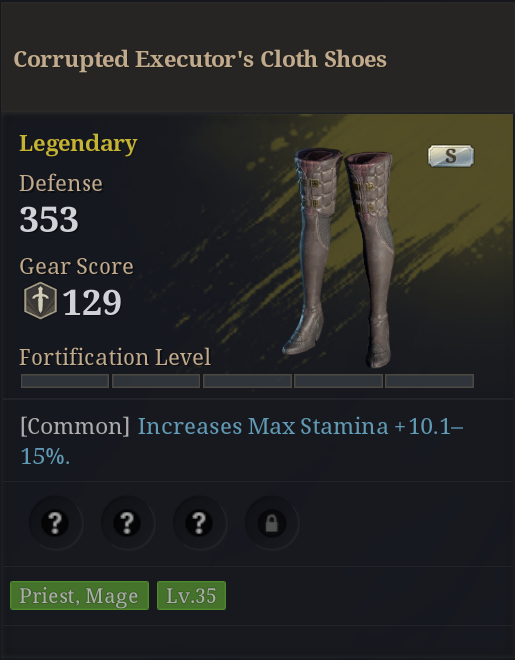 Corrupted Executor's Cloth Shoes
Legendary
S
Defense
353
Gear Score
129
Fortification Level
[Common] Increases Max Stamina +10.1–
15%.
? ? ?
Priest, Mage Lv.35